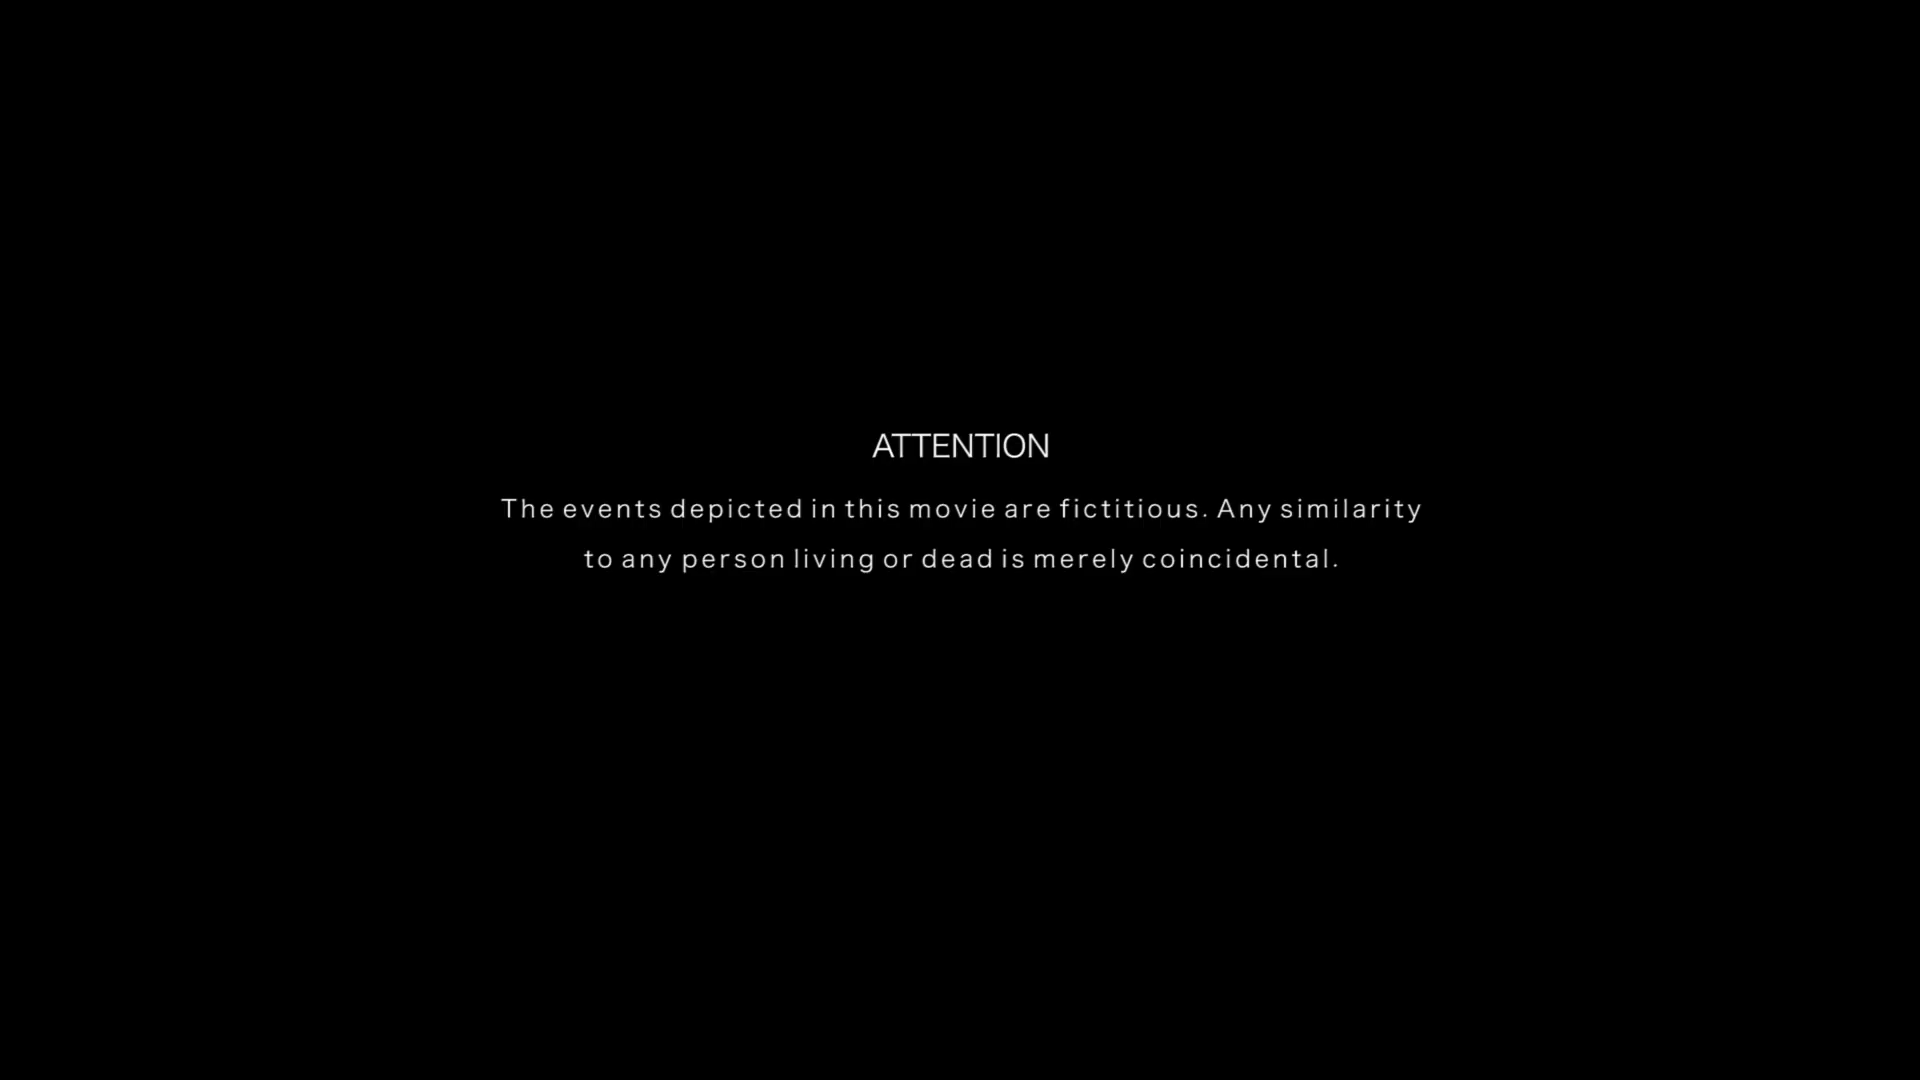 ATTENTION
The events depicted in this movie are fictitious. Any similarity
to any person living or dead is merely coincidental.